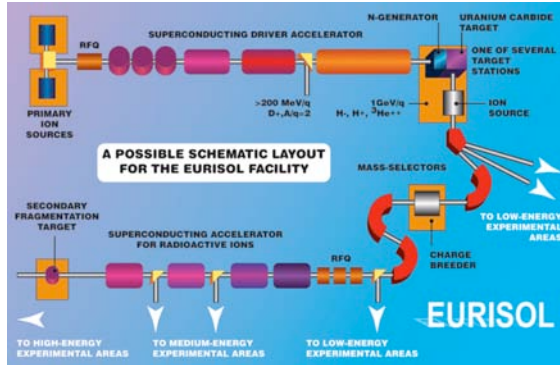 N-GENERATOR
URANIUM CARBIDE
TARGET
RFQ
SUPERCONDUCTING DRIVER ACCELERATOR
ONE OF SEVERAL
TARGET
STATIONS
PRIMARY
ION
SOURCES
>200 MeV/q
D+,A/q=2
1GeV/q
H-, H+, ³He++
ION
SOURCE
A POSSIBLE SCHEMATIC LAYOUT
FOR THE EURISOL FACILITY
MASS-SELECTORS
TO LOW-ENERGY
EXPERIMENTAL
AREAS
SECONDARY
FRAGMENTATION
TARGET
SUPERCONDUCTING ACCELERATOR
FOR RADIOACTIVE IONS
RFQ
CHARGE
BREEDER
EURISOL
TO HIGH-ENERGY
EXPERIMENTAL AREAS
TO MEDIUM-ENERGY
EXPERIMENTAL AREAS
TO LOW-ENERGY
EXPERIMENTAL AREAS